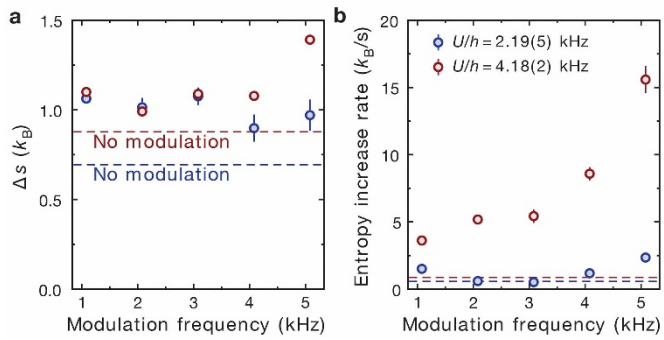 a
1.5
1.0
0.5
0.0
Δs (kB)
No modulation
No modulation
1 2 3 4 5
Modulation frequency (kHz)
b
20
15
10
5
0
Entropy increase rate (kB/s)
U/h = 2.19(5) kHz
U/h = 4.18(2) kHz
1 2 3 4 5
Modulation frequency (kHz)